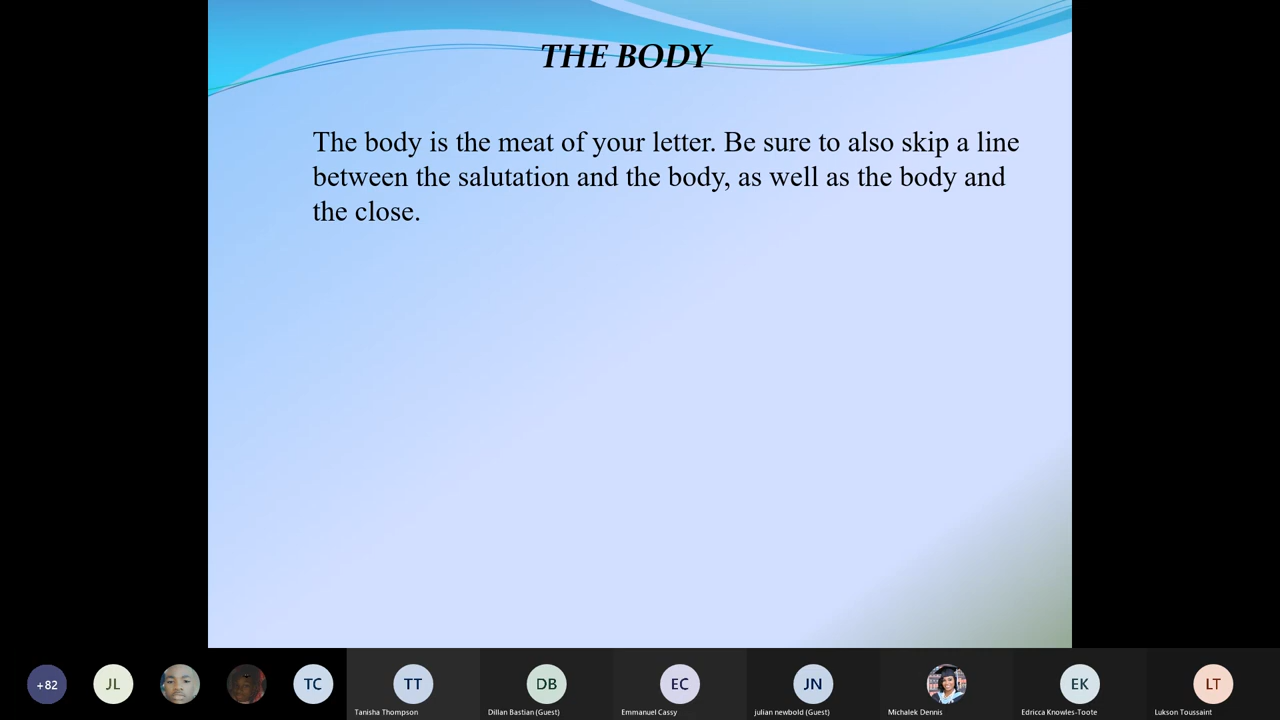 THE BODY
The body is the meat of your letter. Be sure to also skip a line
between the salutation and the body, as well as the body and
the close.
+82
JL
TC
TT
DB
EC
JN
EK
LT
Tanisha Thompson
Dillan Bastian (Guest)
Emmanuel Cassy
julian newbold (Guest)
Michalek Dennis
Edricca Knowles-Toote
Lukson Toussaint